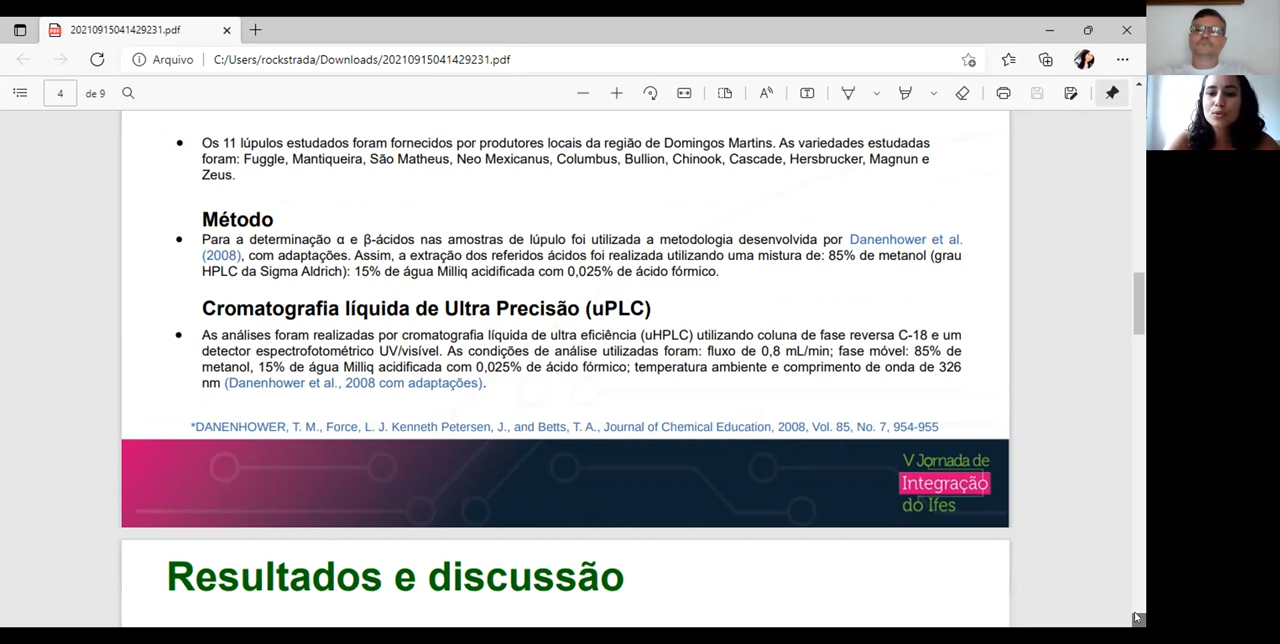 20210915041429231.pdf
Arquivo
C:/Users/rockstrada/Downloads/20210915041429231.pdf
4 de 9
Os 11 lúpulos estudados foram fornecidos por produtores locais da região de Domingos Martins. As variedades estudadas
foram: Fuggle, Mantiqueira, São Matheus, Neo Mexicanus, Columbus, Bullion, Chinook, Cascade, Hersbrucker, Magnun e
Zeus.
Método
Para a determinação α e β-ácidos nas amostras de lúpulo foi utilizada a metodologia desenvolvida por Danenhower et al.
(2008), com adaptações. Assim, a extração dos referidos ácidos foi realizada utilizando uma mistura de: 85% de metanol (grau
HPLC da Sigma Aldrich): 15% de água Milliq acidificada com 0,025% de ácido fórmico.
Cromatografia líquida de Ultra Precisão (uPLC)
As análises foram realizadas por cromatografia líquida de ultra eficiência (uHPLC) utilizando coluna de fase reversa C-18 e um
detector espectrofotométrico UV/visível. As condições de análise utilizadas foram: fluxo de 0,8 mL/min; fase móvel: 85% de
metanol, 15% de água Milliq acidificada com 0,025% de ácido fórmico; temperatura ambiente e comprimento de onda de 326
nm (Danenhower et al., 2008 com adaptações).
*DANENHOWER, T. M., Force, L. J. Kenneth Petersen, J., and Betts, T. A., Journal of Chemical Education, 2008, Vol. 85, No. 7, 954-955
V Jornada de
Integração
do Ifes
Resultados e discussão